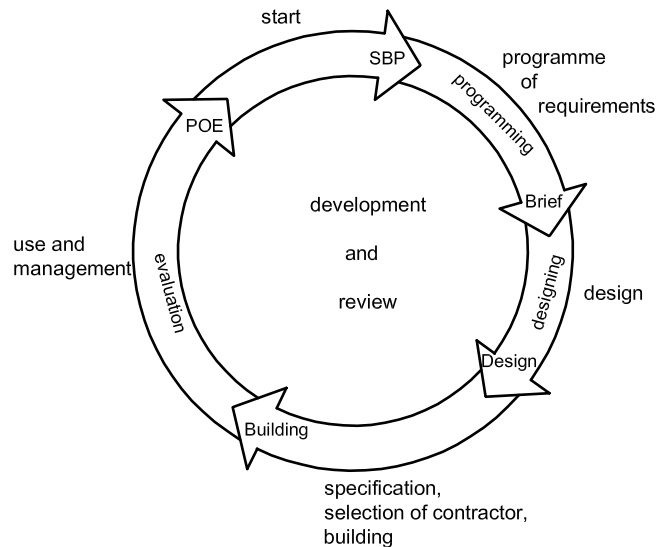 start
SBP
programme
of
requirements
programming
POE
Brief
development
and
review
use and
management
evaluation
designing
design
Design
Building
specification,
selection of contractor,
building